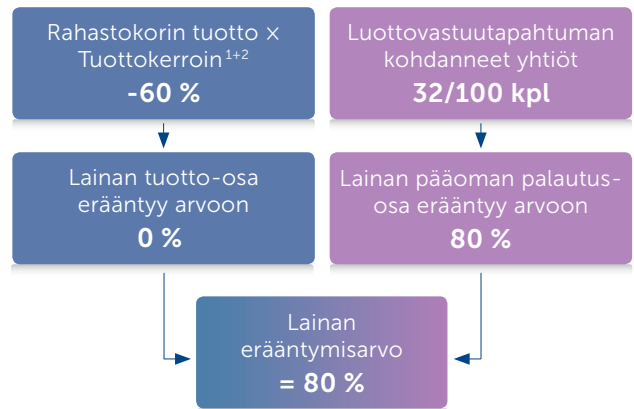 Rahastokorin tuotto ×
Tuottokerroin¹⁺²
-60 %
Luottovastuutapahtuman
kohdanneet yhtiöt
32/100 kpl
Lainan tuotto-osa
erääntyy arvoon
0 %
Lainan pääoman palautus-
osa erääntyy arvoon
80 %
Lainan
erääntymisarvo
= 80 %